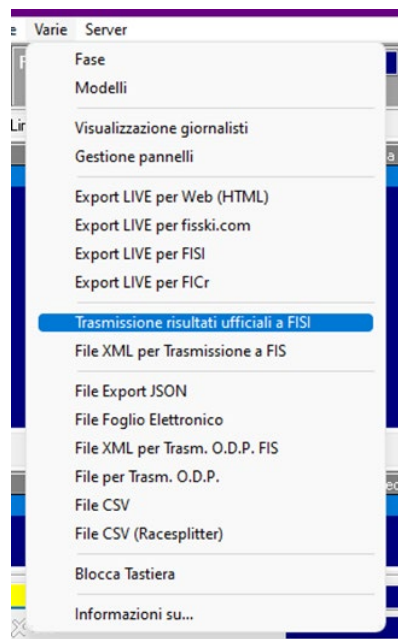 e Varie Server
Fase
Modelli
Visualizzazione giornalisti
Gestione pannelli
Export LIVE per Web (HTML)
Export LIVE per fisski.com
Export LIVE per FISI
Export LIVE per FICr
Trasmissione risultati ufficiali a FISI
File XML per Trasmissione a FIS
File Export JSON
File Foglio Elettronico
File XML per Trasm. O.D.P. FIS
File per Trasm. O.D.P.
File CSV
File CSV (Racesplitter)
Blocca Tastiera
Informazioni su...